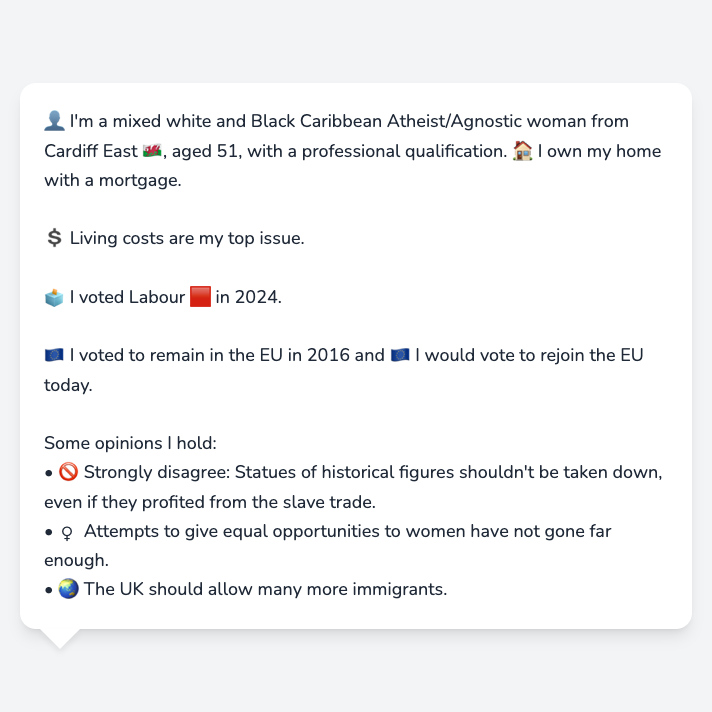 👤 I'm a mixed white and Black Caribbean Atheist/Agnostic woman from
Cardiff East 🏴󠁧󠁢󠁷󠁬󠁳󠁿, aged 51, with a professional qualification. 🏠 I own my home
with a mortgage.
💲 Living costs are my top issue.
🗳️ I voted Labour 🟥 in 2024.
🇪🇺 I voted to remain in the EU in 2016 and 🇪🇺 I would vote to rejoin the EU
today.
Some opinions I hold:
• 🚫 Strongly disagree: Statues of historical figures shouldn't be taken down,
even if they profited from the slave trade.
• ♀ Attempts to give equal opportunities to women have not gone far
enough.
• 🌏 The UK should allow many more immigrants.